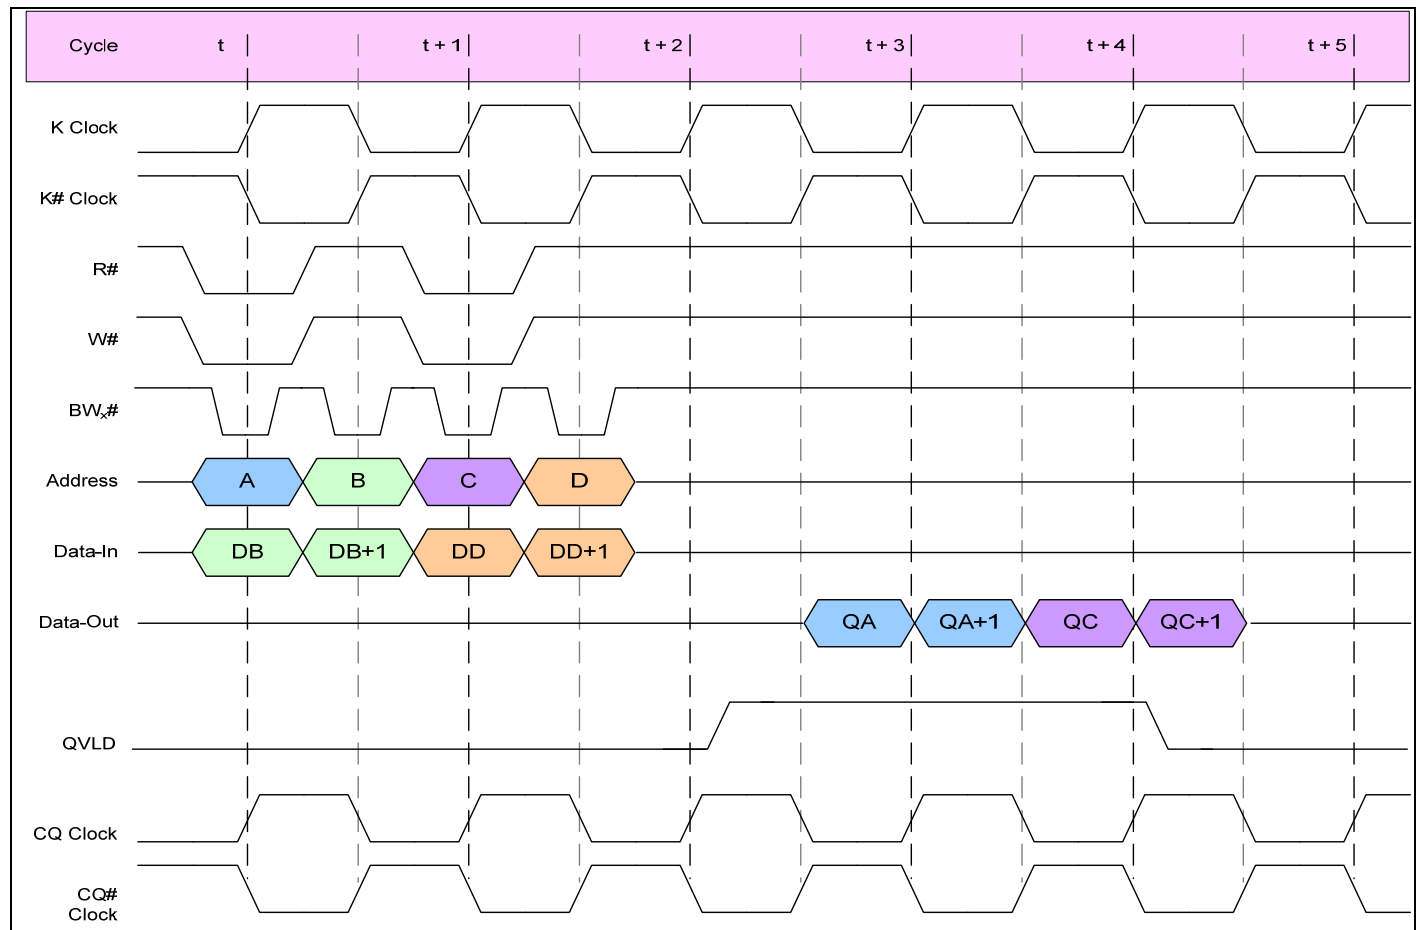 Cycle t t + 1 t + 2 t + 3 t + 4 t + 5
K Clock
K# Clock
R#
W#
BWx#
Address A B C D
Data-In DB DB+1 DD DD+1
Data-Out QA QA+1 QC QC+1
QVLD
CQ Clock
CQ#
Clock